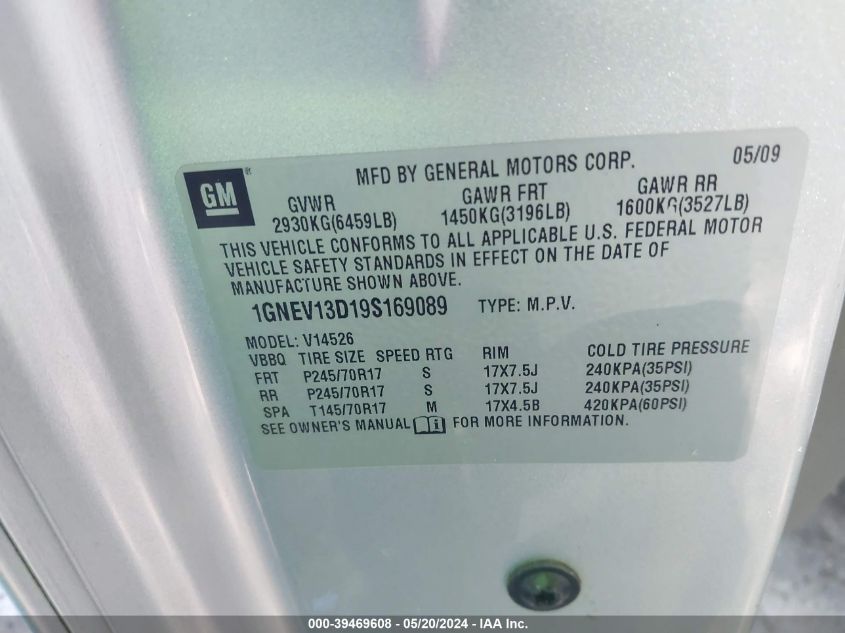 GM ®
MFD BY GENERAL MOTORS CORP. 05/09
GVWR GAWR FRT GAWR RR
2930KG(6459LB) 1450KG(3196LB) 1600KG(3527LB)
THIS VEHICLE CONFORMS TO ALL APPLICABLE U.S. FEDERAL MOTOR
VEHICLE SAFETY STANDARDS IN EFFECT ON THE DATE OF
MANUFACTURE SHOWN ABOVE.
1GNEV13D19S169089 TYPE: M.P.V.
MODEL: V14526
VBBQ TIRE SIZE SPEED RTG RIM COLD TIRE PRESSURE
FRT P245/70R17 S 17X7.5J 240KPA(35PSI)
RR P245/70R17 S 17X7.5J 240KPA(35PSI)
SPA T145/70R17 M 17X4.5B 420KPA(60PSI)
SEE OWNER'S MANUAL i FOR MORE INFORMATION.
000-39469608 - 05/20/2024 - IAA Inc.